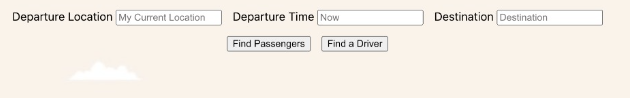 Departure Location My Current Location Departure Time Now Destination Destination
Find Passengers Find a Driver